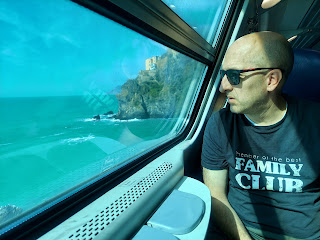 member of the best
FAMILY
CLUB